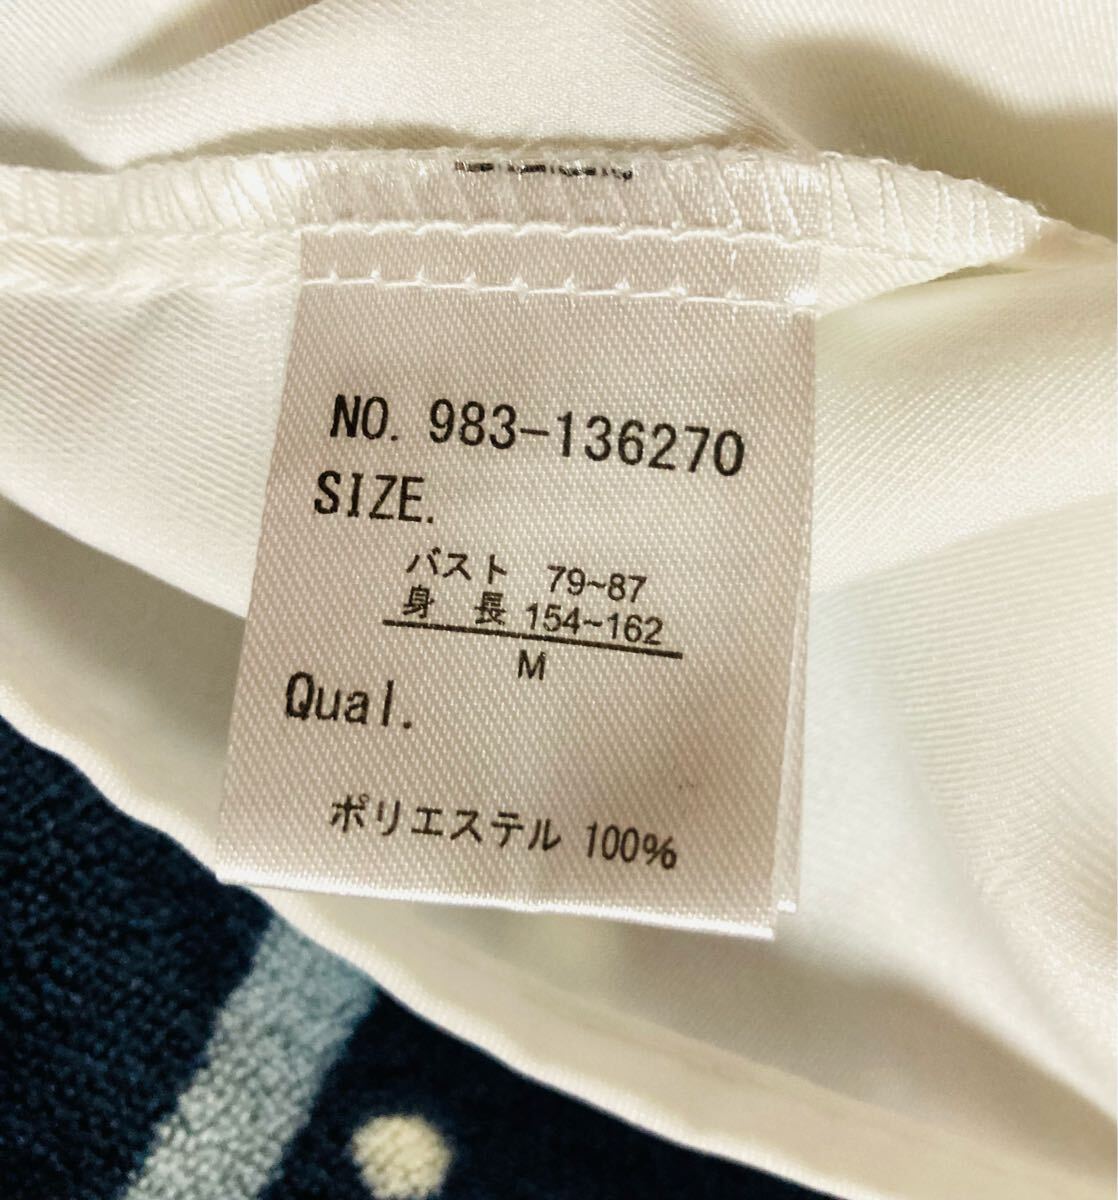 NO. 983-136270
SIZE.
バスト 79~87
身 長 154~162
M
Qual.
ポリエステル 100%